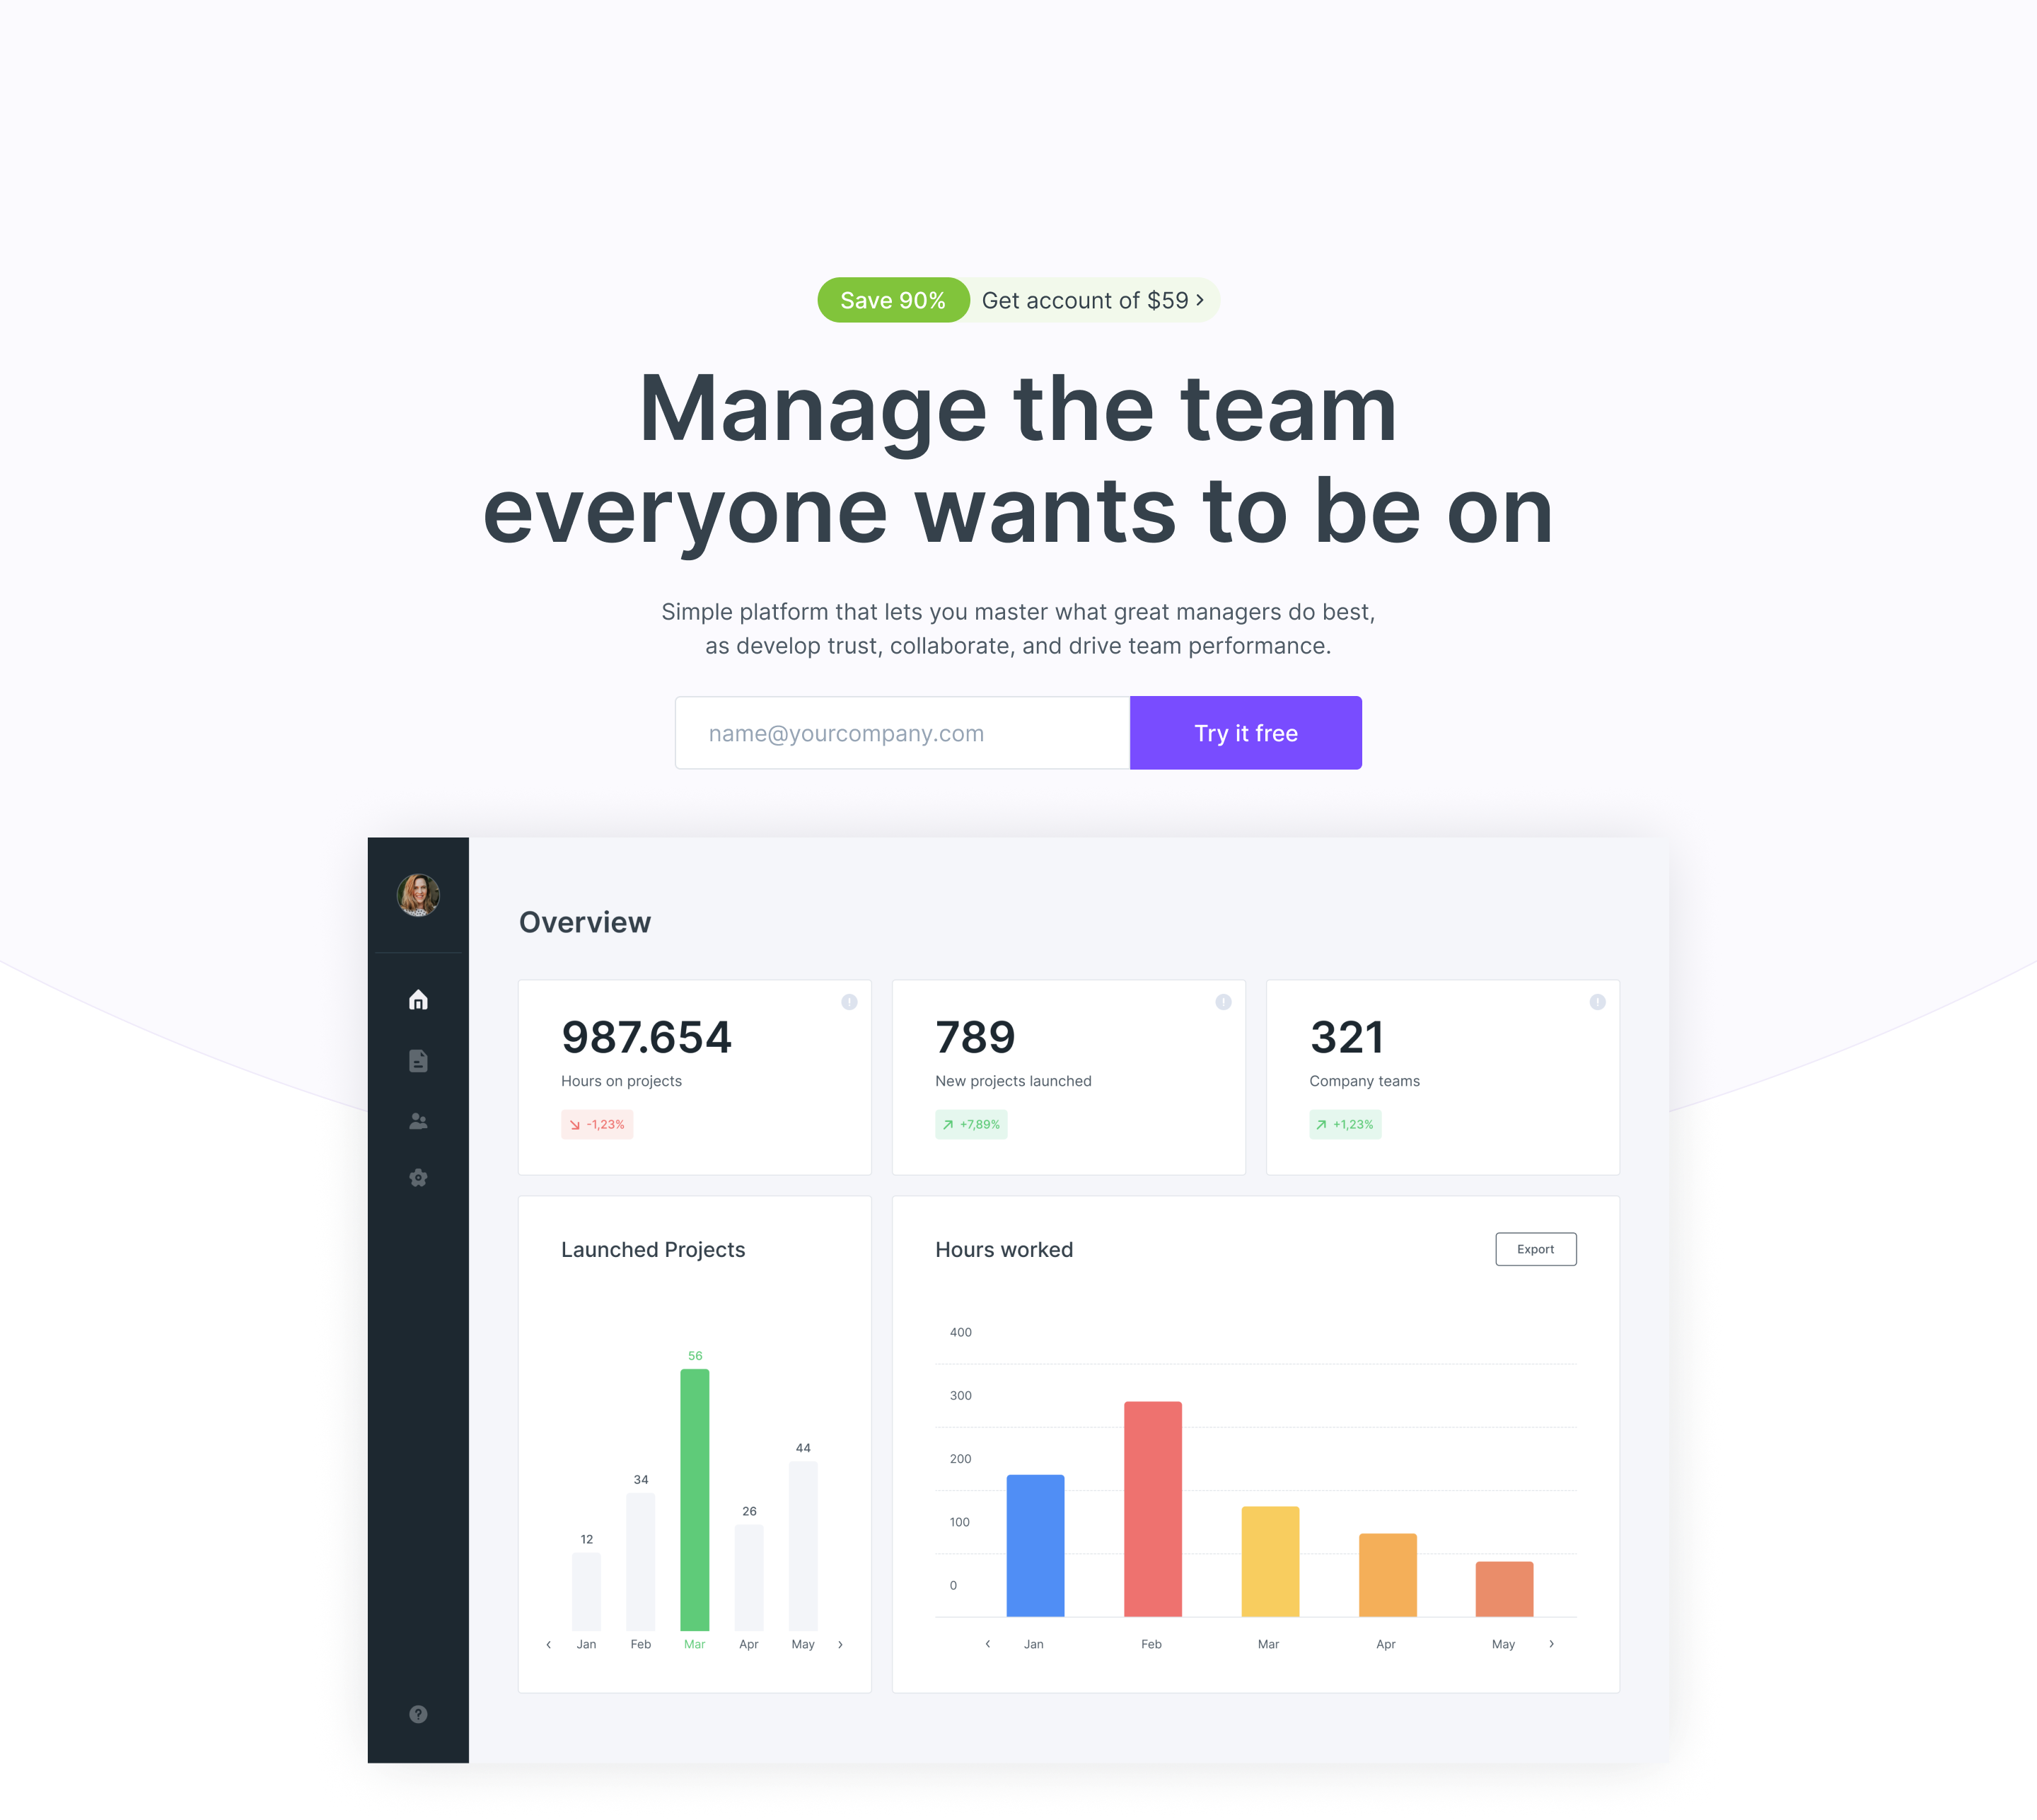 Save 90% Get account of $59 >
Manage the team
everyone wants to be on
Simple platform that lets you master what great managers do best,
as develop trust, collaborate, and drive team performance.
name@yourcompany.com Try it free
Overview
987.654
Hours on projects
-1,23%
789
New projects launched
+7,89%
321
Company teams
+1,23%
Launched Projects
56
44
34
26
12
Jan Feb Mar Apr May
Hours worked
Export
400
300
200
100
0
Jan Feb Mar Apr May